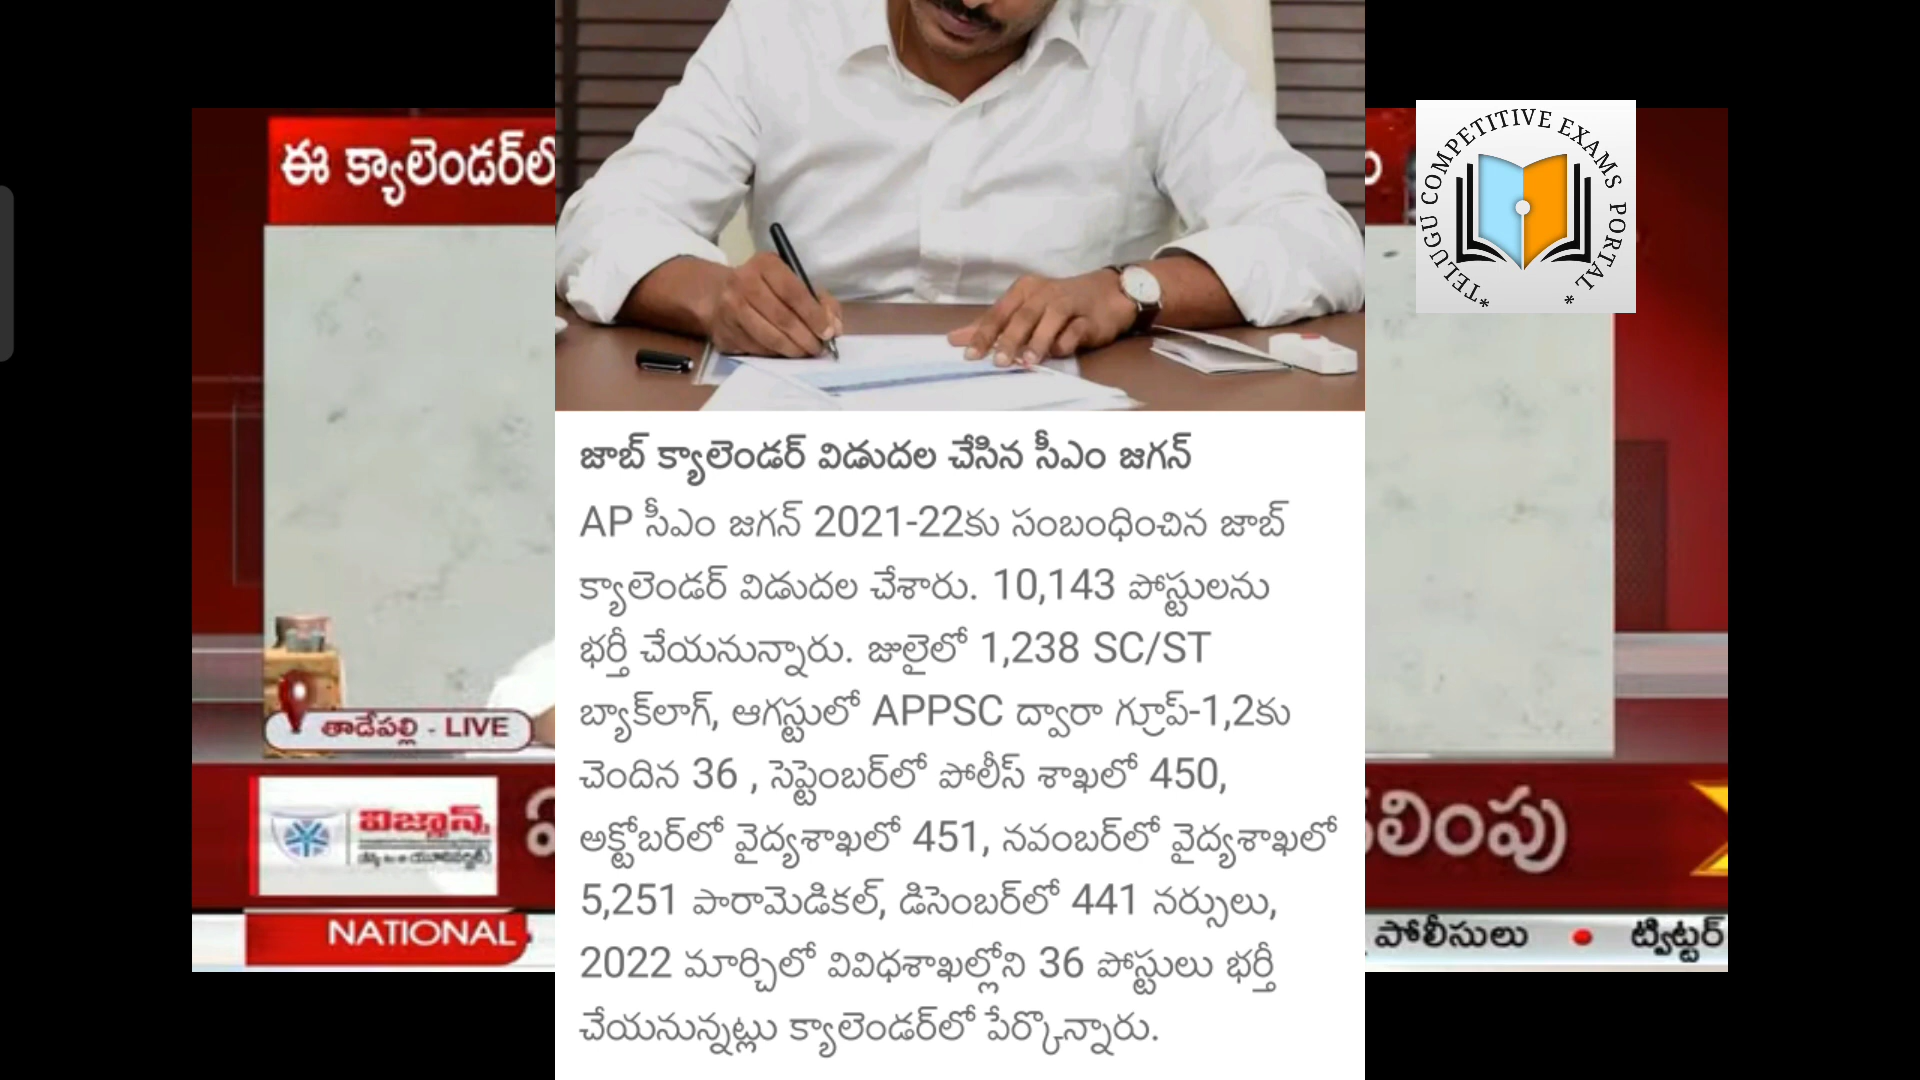 ఈ క్యాలెండర్‌లో
*TELUGU COMPETITIVE EXAMS PORTAL*
జాబ్ క్యాలెండర్ విడుదల చేసిన సీఎం జగన్
AP సీఎం జగన్ 2021-22కు సంబంధించిన జాబ్
క్యాలెండర్ విడుదల చేశారు. 10,143 పోస్టులను
భర్తీ చేయనున్నారు. జులైలో 1,238 SC/ST
బ్యాక్‌లాగ్, ఆగస్టులో APPSC ద్వారా గ్రూప్-1,2కు
చెందిన 36 , సెప్టెంబర్‌లో పోలీస్ శాఖలో 450,
అక్టోబర్‌లో వైద్యశాఖలో 451, నవంబర్‌లో వైద్యశాఖలో
5,251 పారామెడికల్, డిసెంబర్‌లో 441 నర్సులు,
2022 మార్చిలో వివిధశాఖల్లోని 36 పోస్టులు భర్తీ
చేయనున్నట్లు క్యాలెండర్‌లో పేర్కొన్నారు.
తాడేపల్లి - LIVE
విజ్ఞాన్స్
NATIONAL
పోలీసులు • ట్విట్టర్